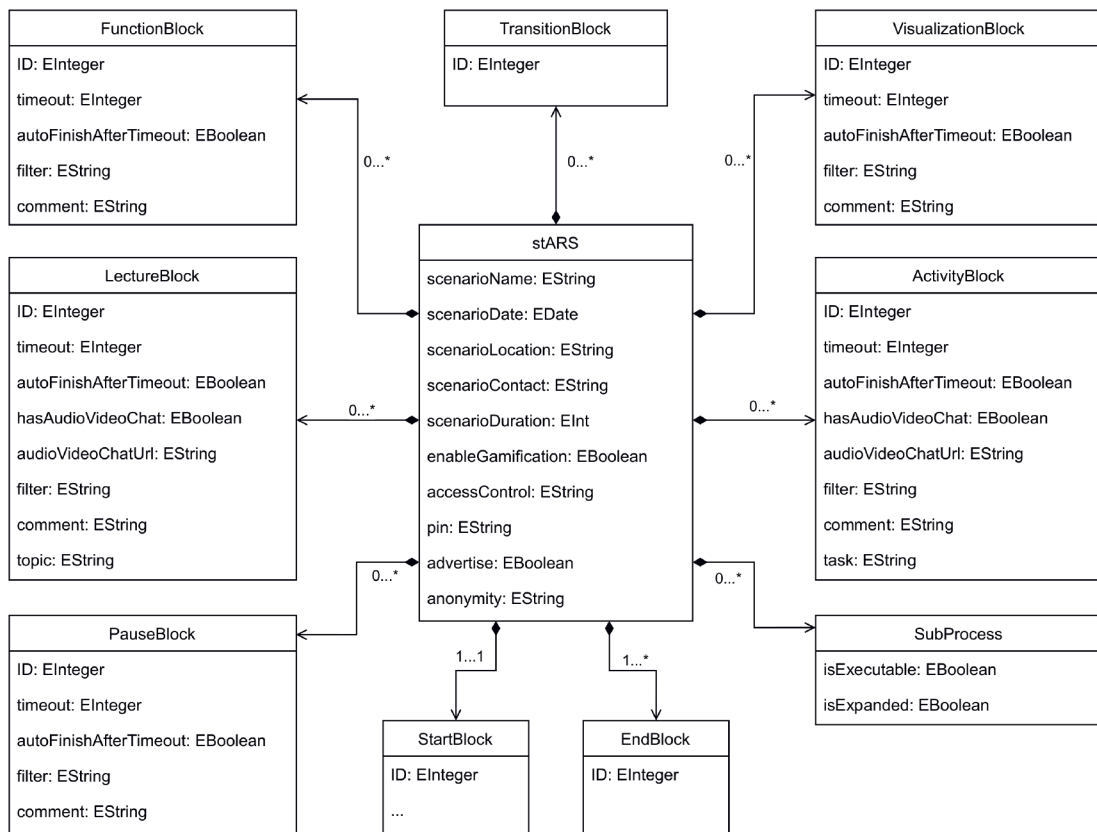 FunctionBlock
ID: EInteger
timeout: EInteger
autoFinishAfterTimeout: EBoolean
filter: EString
comment: EString
TransitionBlock
ID: EInteger
VisualizationBlock
ID: EInteger
timeout: EInteger
autoFinishAfterTimeout: EBoolean
filter: EString
comment: EString
0...*
0...*
0...*
stARS
scenarioName: EString
scenarioDate: EDate
scenarioLocation: EString
scenarioContact: EString
scenarioDuration: EInt
enableGamification: EBoolean
accessControl: EString
pin: EString
advertise: EBoolean
anonymity: EString
LectureBlock
ID: EInteger
timeout: EInteger
autoFinishAfterTimeout: EBoolean
hasAudioVideoChat: EBoolean
audioVideoChatUrl: EString
filter: EString
comment: EString
topic: EString
0...*
ActivityBlock
ID: EInteger
timeout: EInteger
autoFinishAfterTimeout: EBoolean
hasAudioVideoChat: EBoolean
audioVideoChatUrl: EString
filter: EString
comment: EString
task: EString
0...*
0...*
0...*
PauseBlock
ID: EInteger
timeout: EInteger
autoFinishAfterTimeout: EBoolean
filter: EString
comment: EString
1...1
1...*
StartBlock
ID: EInteger
...
EndBlock
ID: EInteger
SubProcess
isExecutable: EBoolean
isExpanded: EBoolean